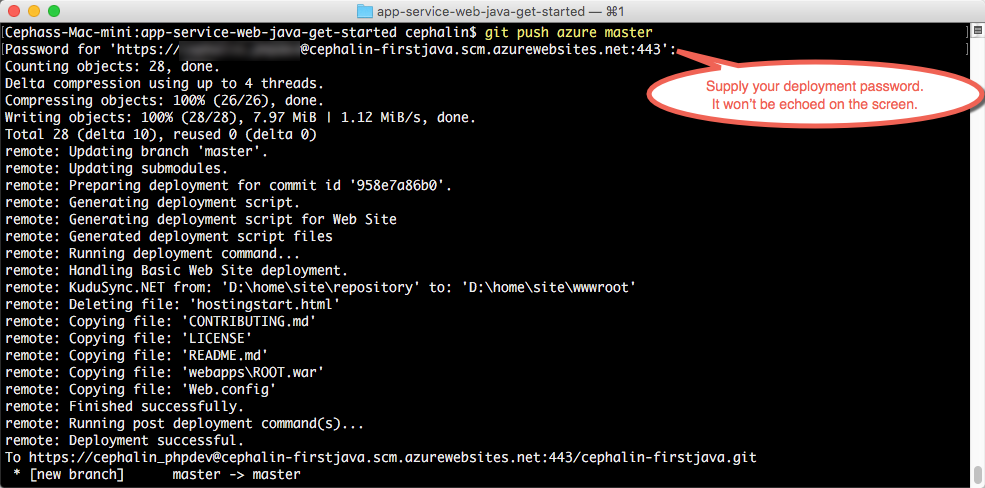 app-service-web-java-get-started — ⌘1
[Cephass-Mac-mini:app-service-web-java-get-started cephalin$ git push azure master ]
[Password for 'https://@cephalin-firstjava.scm.azurewebsites.net:443': ]
Supply your deployment password.
It won't be echoed on the screen.
Counting objects: 28, done.
Delta compression using up to 4 threads.
Compressing objects: 100% (26/26), done.
Writing objects: 100% (28/28), 7.97 MiB | 1.12 MiB/s, done.
Total 28 (delta 10), reused 0 (delta 0)
remote: Updating branch 'master'.
remote: Updating submodules.
remote: Preparing deployment for commit id '958e7a86b0'.
remote: Generating deployment script.
remote: Generating deployment script for Web Site
remote: Generated deployment script files
remote: Running deployment command...
remote: Handling Basic Web Site deployment.
remote: KuduSync.NET from: 'D:\home\site\repository' to: 'D:\home\site\wwwroot'
remote: Deleting file: 'hostingstart.html'
remote: Copying file: 'CONTRIBUTING.md'
remote: Copying file: 'LICENSE'
remote: Copying file: 'README.md'
remote: Copying file: 'webapps\ROOT.war'
remote: Copying file: 'Web.config'
remote: Finished successfully.
remote: Running post deployment command(s)...
remote: Deployment successful.
To https://cephalin_phpdev@cephalin-firstjava.scm.azurewebsites.net:443/cephalin-firstjava.git
 * [new branch]      master -> master